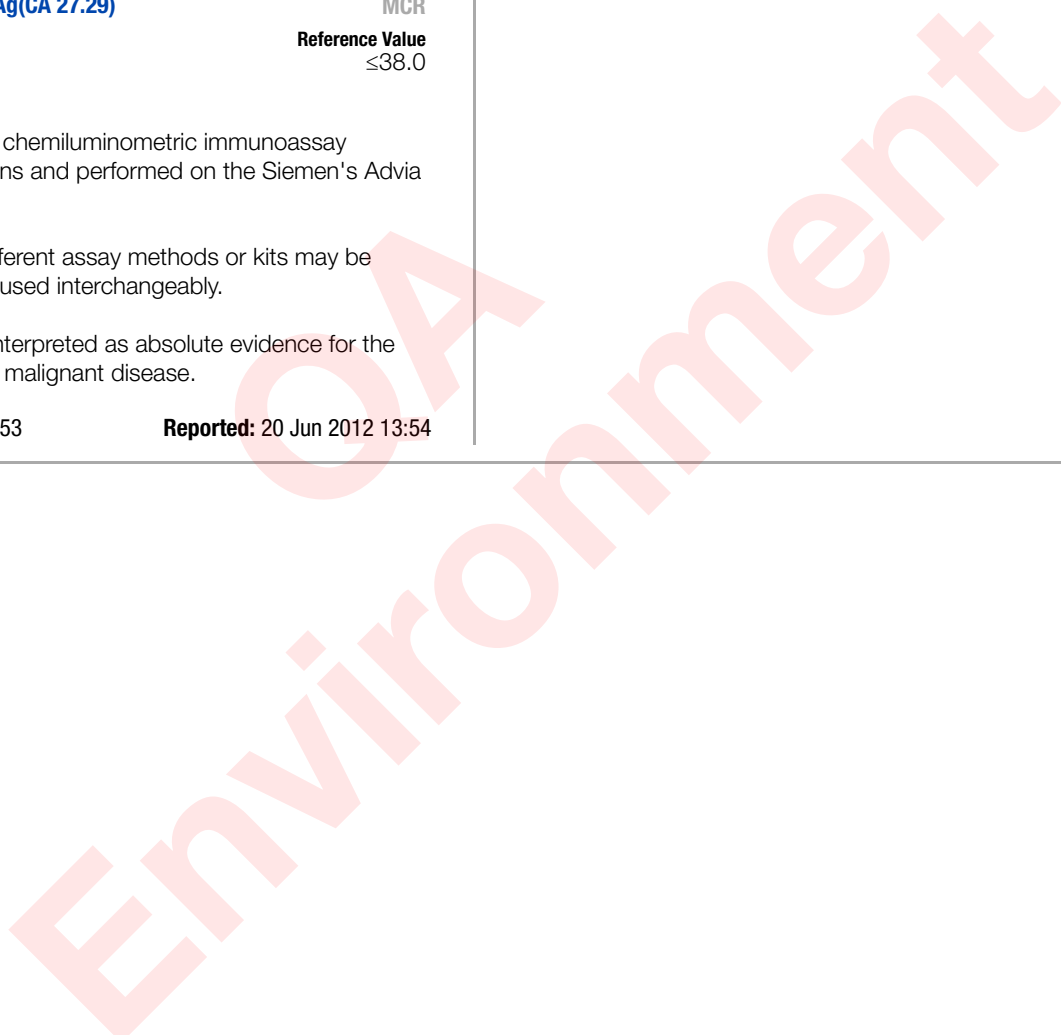 Ag(CA 27.29) MCR
Reference Value
≤38.0
chemiluminometric immunoassay
ns and performed on the Siemen's Advia
ferent assay methods or kits may be
used interchangeably.
nterpreted as absolute evidence for the
malignant disease.
53 Reported: 20 Jun 2012 13:54
QA
Environment